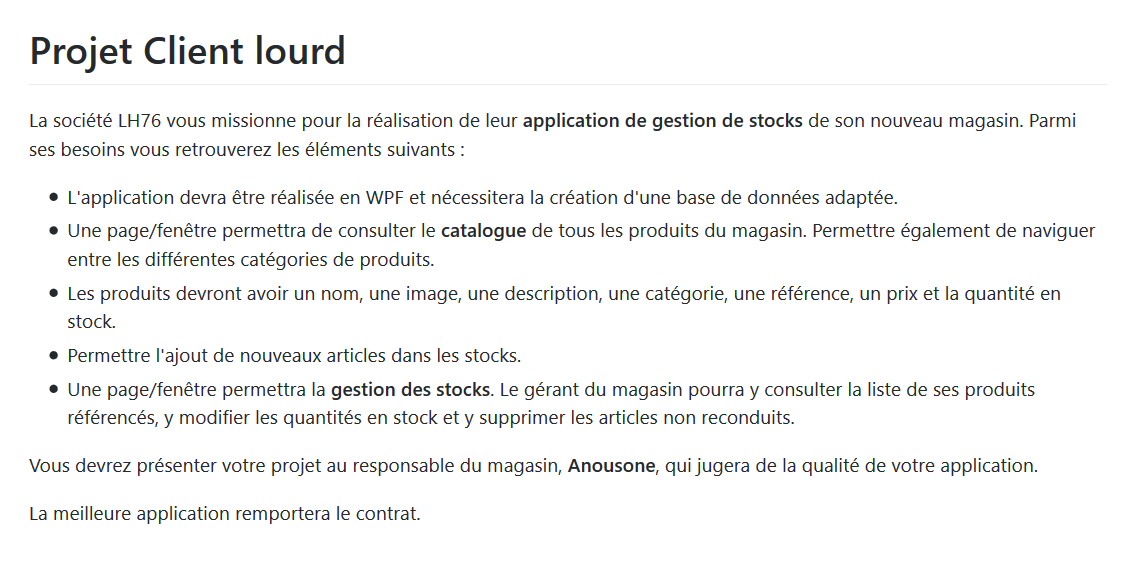 Projet Client lourd
La société LH76 vous missionne pour la réalisation de leur application de gestion de stocks de son nouveau magasin. Parmi
ses besoins vous retrouverez les éléments suivants :
• L'application devra être réalisée en WPF et nécessitera la création d'une base de données adaptée.
• Une page/fenêtre permettra de consulter le catalogue de tous les produits du magasin. Permettre également de naviguer
entre les différentes catégories de produits.
• Les produits devront avoir un nom, une image, une description, une catégorie, une référence, un prix et la quantité en
stock.
• Permettre l'ajout de nouveaux articles dans les stocks.
• Une page/fenêtre permettra la gestion des stocks. Le gérant du magasin pourra y consulter la liste de ses produits
référencés, y modifier les quantités en stock et y supprimer les articles non reconduits.
Vous devrez présenter votre projet au responsable du magasin, Anousone, qui jugera de la qualité de votre application.
La meilleure application remportera le contrat.